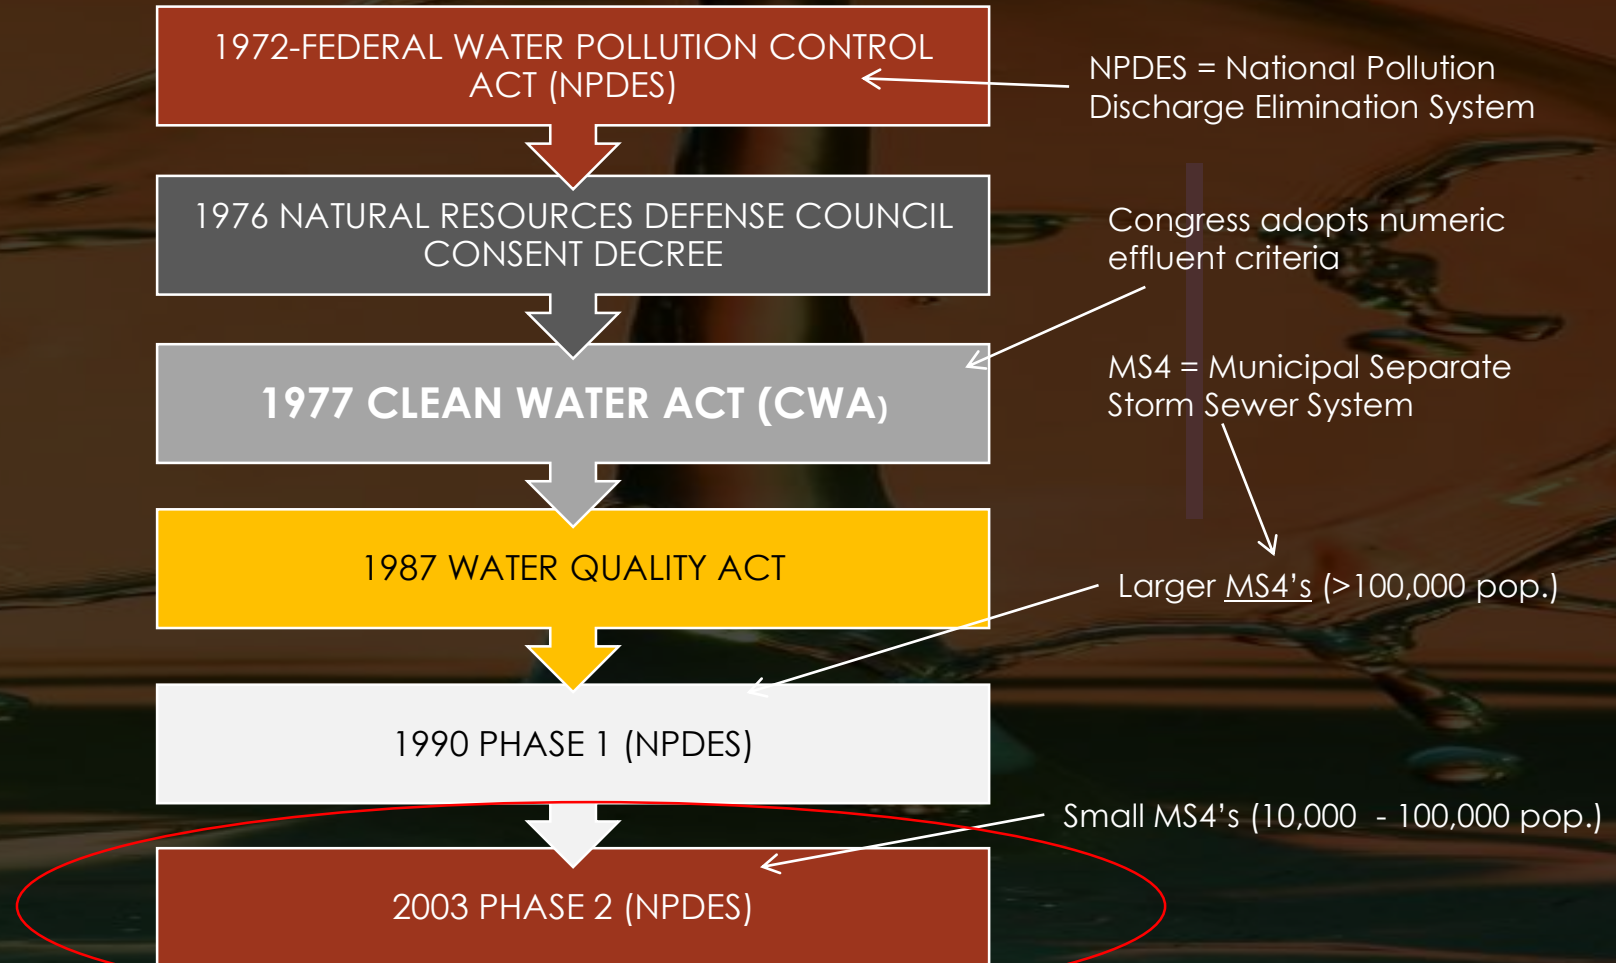 1972-FEDERAL WATER POLLUTION CONTROL
ACT (NPDES)
NPDES = National Pollution
Discharge Elimination System
1976 NATURAL RESOURCES DEFENSE COUNCIL
CONSENT DECREE
Congress adopts numeric
effluent criteria
1977 CLEAN WATER ACT (CWA)
MS4 = Municipal Separate
Storm Sewer System
1987 WATER QUALITY ACT
Larger MS4's (>100,000 pop.)
1990 PHASE 1 (NPDES)
Small MS4's (10,000 - 100,000 pop.)
2003 PHASE 2 (NPDES)